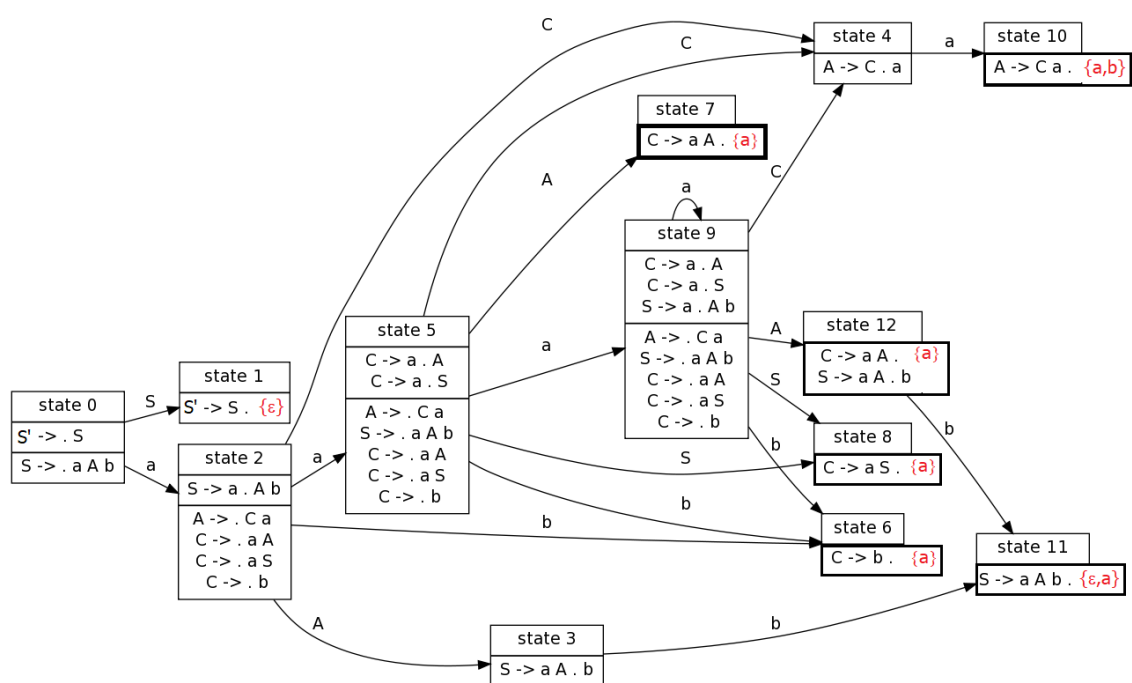 state 0
S' -> . S
S -> . a A b
S
a
state 1
S' -> S . {ε}
state 2
S -> a . A b
A -> . C a
C -> . a A
C -> . a S
C -> . b
C
a
b
A
state 3
S -> a A . b
b
state 5
C -> a . A
C -> a . S
A -> . C a
S -> . a A b
C -> . a A
C -> . a S
C -> . b
C
A
a
S
b
state 7
C -> a A . {a}
state 9
C -> a . A
C -> a . S
S -> a . A b
A -> . C a
S -> . a A b
C -> . a A
C -> . a S
C -> . b
a
C
A
S
b
state 4
A -> C . a
a
state 10
A -> C a . {a,b}
state 12
C -> a A . {a}
S -> a A . b
b
state 8
C -> a S . {a}
state 6
C -> b . {a}
state 11
S -> a A b . {ε,a}